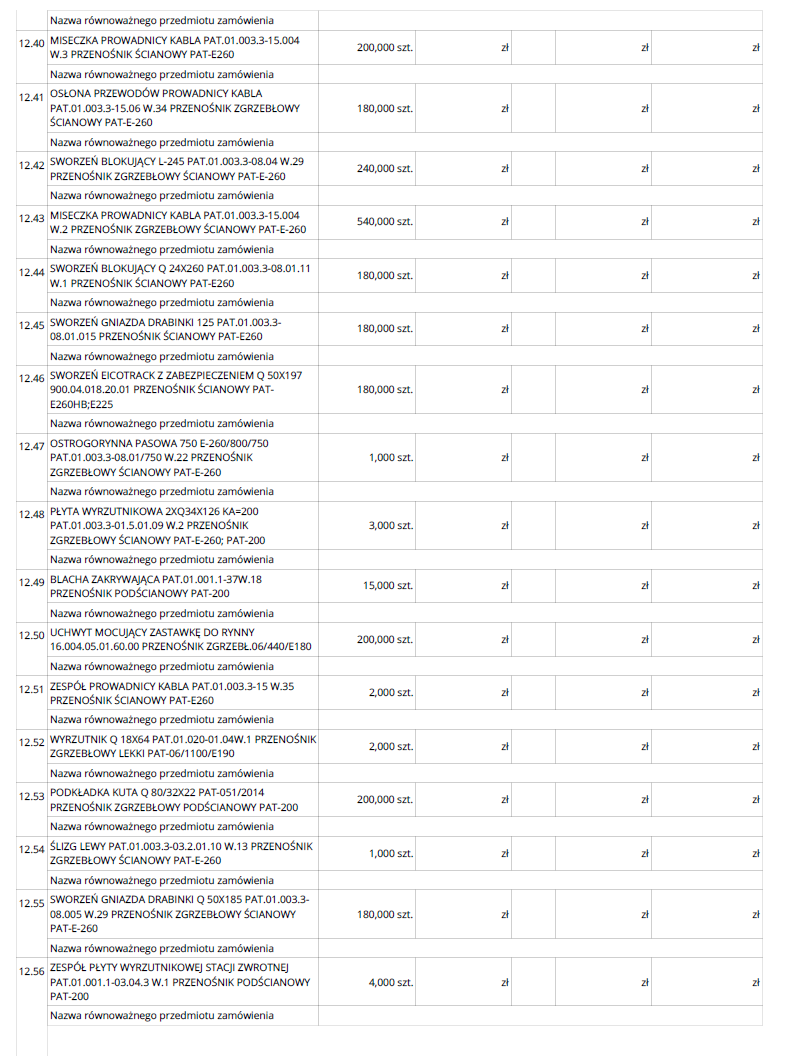 Nazwa równoważnego przedmiotu zamówienia
12.40 MISECZKA PROWADNICY KABLA PAT.01.003.3-15.004
W.3 PRZENOŚNIK ŚCIANOWY PAT-E260
200,000 szt. zł zł zł
Nazwa równoważnego przedmiotu zamówienia
12.41 OSŁONA PRZEWODÓW PROWADNICY KABLA
PAT.01.003.3-15.06 W.34 PRZENOŚNIK ZGRZEBŁOWY
ŚCIANOWY PAT-E-260
180,000 szt. zł zł zł
Nazwa równoważnego przedmiotu zamówienia
12.42 SWORZEŃ BLOKUJĄCY L-245 PAT.01.003.3-08.04 W.29
PRZENOŚNIK ZGRZEBŁOWY ŚCIANOWY PAT-E-260
240,000 szt. zł zł zł
Nazwa równoważnego przedmiotu zamówienia
12.43 MISECZKA PROWADNICY KABLA PAT.01.003.3-15.004
W.2 PRZENOŚNIK ZGRZEBŁOWY ŚCIANOWY PAT-E-260
540,000 szt. zł zł zł
Nazwa równoważnego przedmiotu zamówienia
12.44 SWORZEŃ BLOKUJĄCY Q 24X260 PAT.01.003.3-08.01.11
W.1 PRZENOŚNIK ŚCIANOWY PAT-E260
180,000 szt. zł zł zł
Nazwa równoważnego przedmiotu zamówienia
12.45 SWORZEŃ GNIAZDA DRABINKI 125 PAT.01.003.3-
08.01.015 PRZENOŚNIK ŚCIANOWY PAT-E260
180,000 szt. zł zł zł
Nazwa równoważnego przedmiotu zamówienia
12.46 SWORZEŃ EICOTRACK Z ZABEZPIECZENIEM Q 50X197
900.04.018.20.01 PRZENOŚNIK ŚCIANOWY PAT-
E260HB;E225
180,000 szt. zł zł zł
Nazwa równoważnego przedmiotu zamówienia
12.47 OSTROGORYNNA PASOWA 750 E-260/800/750
PAT.01.003.3-08.01/750 W.22 PRZENOŚNIK
ZGRZEBŁOWY ŚCIANOWY PAT-E-260
1,000 szt. zł zł zł
Nazwa równoważnego przedmiotu zamówienia
12.48 PŁYTA WYRZUTNIKOWA 2XQ34X126 KA=200
PAT.01.003.3-01.5.01.09 W.2 PRZENOŚNIK
ZGRZEBŁOWY ŚCIANOWY PAT-E-260; PAT-200
3,000 szt. zł zł zł
Nazwa równoważnego przedmiotu zamówienia
12.49 BLACHA ZAKRYWAJĄCA PAT.01.001.1-37W.18
PRZENOŚNIK PODŚCIANOWY PAT-200
15,000 szt. zł zł zł
Nazwa równoważnego przedmiotu zamówienia
12.50 UCHWYT MOCUJĄCY ZASTAWKĘ DO RYNNY
16.004.05.01.60.00 PRZENOŚNIK ZGRZEBŁ.06/440/E180
200,000 szt. zł zł zł
Nazwa równoważnego przedmiotu zamówienia
12.51 ZESPÓŁ PROWADNICY KABLA PAT.01.003.3-15 W.35
PRZENOŚNIK ŚCIANOWY PAT-E260
2,000 szt. zł zł zł
Nazwa równoważnego przedmiotu zamówienia
12.52 WYRZUTNIK Q 18X64 PAT.01.020-01.04W.1 PRZENOŚNIK
ZGRZEBŁOWY LEKKI PAT-06/1100/E190
2,000 szt. zł zł zł
Nazwa równoważnego przedmiotu zamówienia
12.53 PODKŁADKA KUTA Q 80/32X22 PAT-051/2014
PRZENOŚNIK ZGRZEBŁOWY PODŚCIANOWY PAT-200
200,000 szt. zł zł zł
Nazwa równoważnego przedmiotu zamówienia
12.54 ŚLIZG LEWY PAT.01.003.3-03.2.01.10 W.13 PRZENOŚNIK
ZGRZEBŁOWY ŚCIANOWY PAT-E-260
1,000 szt. zł zł zł
Nazwa równoważnego przedmiotu zamówienia
12.55 SWORZEŃ GNIAZDA DRABINKI Q 50X185 PAT.01.003.3-
08.005 W.29 PRZENOŚNIK ZGRZEBŁOWY ŚCIANOWY
PAT-E-260
180,000 szt. zł zł zł
Nazwa równoważnego przedmiotu zamówienia
12.56 ZESPÓŁ PŁYTY WYRZUTNIKOWEJ STACJI ZWROTNEJ
PAT.01.001.1-03.04.3 W.1 PRZENOŚNIK PODŚCIANOWY
PAT-200
4,000 szt. zł zł zł
Nazwa równoważnego przedmiotu zamówienia